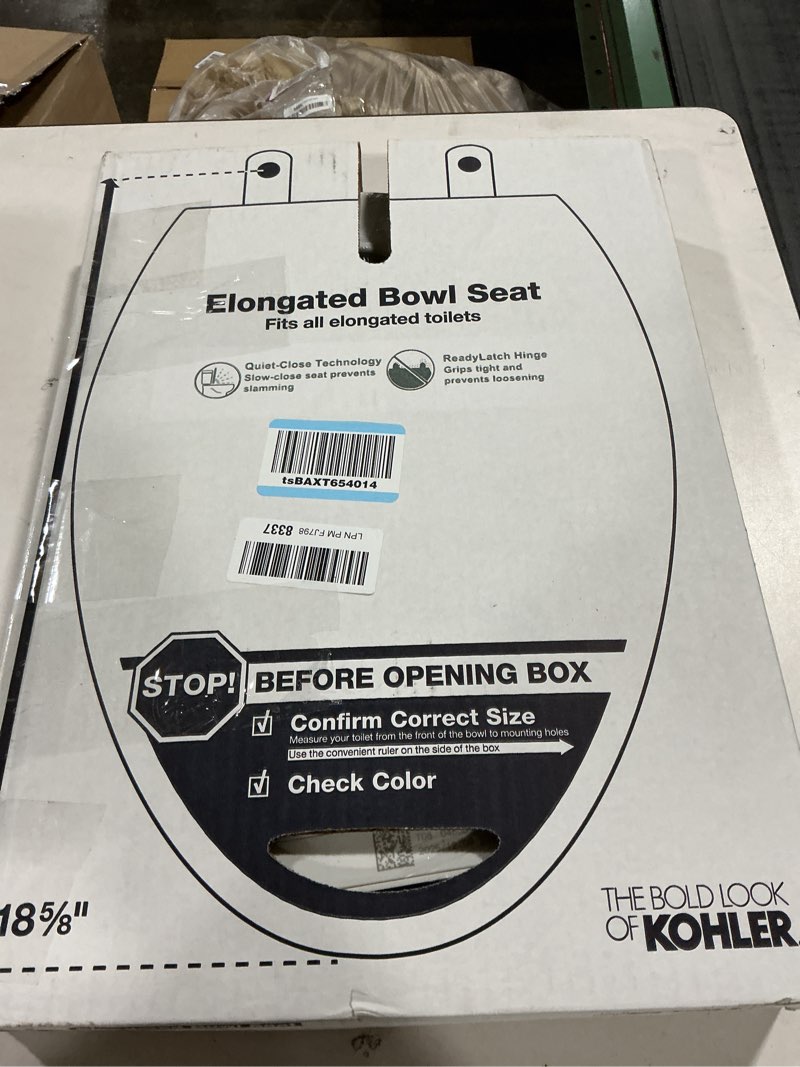 Elongated Bowl Seat
Fits all elongated toilets
Quiet-Close Technology
Slow-close seat prevents
slamming
ReadyLatch Hinge
Grips tight and
prevents loosening
tsBAXT654014
LPN PM FJ798 8337
STOP! BEFORE OPENING BOX
Confirm Correct Size
Measure your toilet from the front of the bowl to mounting holes
Use the convenient ruler on the side of the box
Check Color
18 5/8"
THE BOLD LOOK
OF KOHLER.